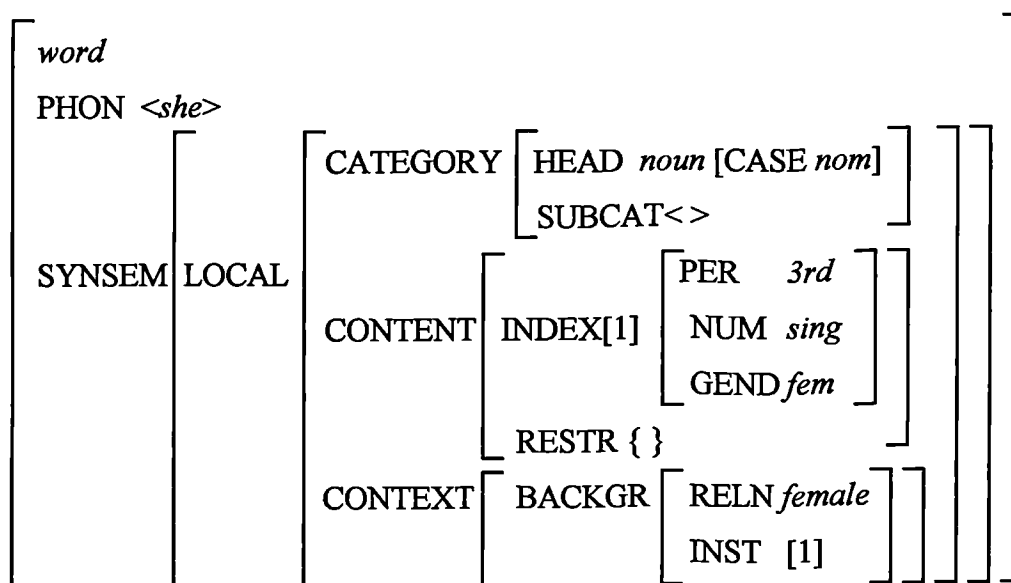 word
PHON <she>
CATEGORY HEAD noun [CASE nom]
SUBCAT< >
SYNSEM LOCAL
PER 3rd
CONTENT INDEX[1] NUM sing
GEND fem
RESTR { }
CONTEXT BACKGR RELN female
INST [1]